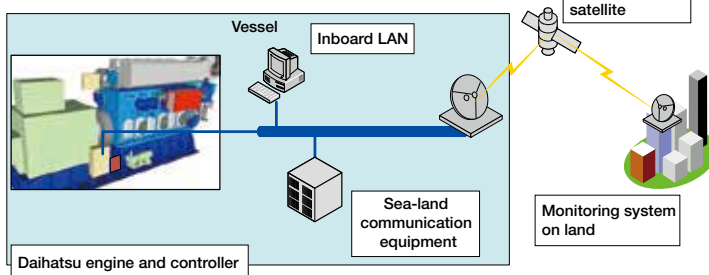 satellite
Vessel
Inboard LAN
Sea-land
communication
equipment
Monitoring system
on land
Daihatsu engine and controller